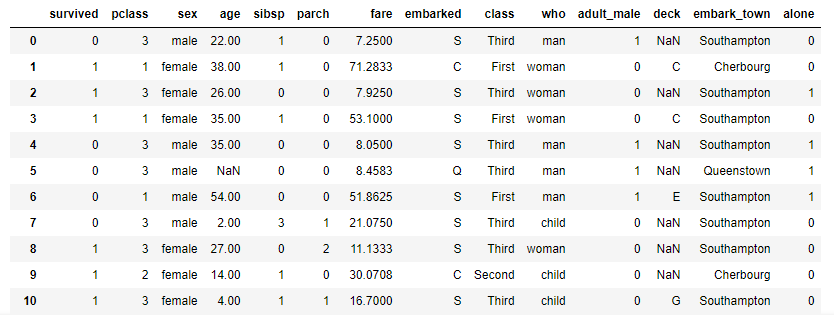 survived pclass sex age sibsp parch fare embarked class who adult_male deck embark_town alone
0 0 3 male 22.00 1 0 7.2500 S Third man 1 NaN Southampton 0
1 1 1 female 38.00 1 0 71.2833 C First woman 0 C Cherbourg 0
2 1 3 female 26.00 0 0 7.9250 S Third woman 0 NaN Southampton 1
3 1 1 female 35.00 1 0 53.1000 S First woman 0 C Southampton 0
4 0 3 male 35.00 0 0 8.0500 S Third man 1 NaN Southampton 1
5 0 3 male NaN 0 0 8.4583 Q Third man 1 NaN Queenstown 1
6 0 1 male 54.00 0 0 51.8625 S First man 1 E Southampton 1
7 0 3 male 2.00 3 1 21.0750 S Third child 0 NaN Southampton 0
8 1 3 female 27.00 0 2 11.1333 S Third woman 0 NaN Southampton 0
9 1 2 female 14.00 1 0 30.0708 C Second child 0 NaN Cherbourg 0
10 1 3 female 4.00 1 1 16.7000 S Third child 0 G Southampton 0